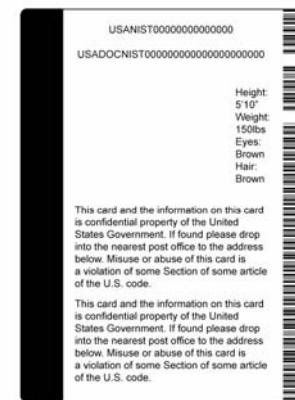 USANIST00000000000000
USADOCNIST000000000000000000000
Height:
5'10"
Weight:
150lbs
Eyes:
Brown
Hair:
Brown
This card and the information on this card
is confidential property of the United
States Government. If found please drop
into the nearest post office to the address
below. Misuse or abuse of this card is
a violation of some Section of some article
of the U.S. code.
This card and the information on this card
is confidential property of the United
States Government. If found please drop
into the nearest post office to the address
below. Misuse or abuse of this card is
a violation of some Section of some article
of the U.S. code.